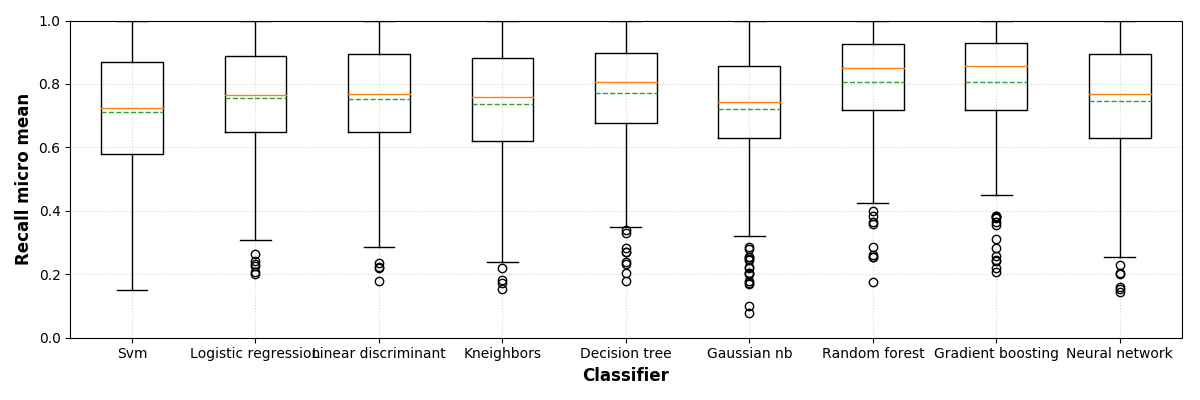 1.0
0.8
0.6
0.4
0.2
0.0
Recall micro mean
Svm Logistic regression Linear discriminant Kneighbors Decision tree Gaussian nb Random forest Gradient boosting Neural network
Classifier